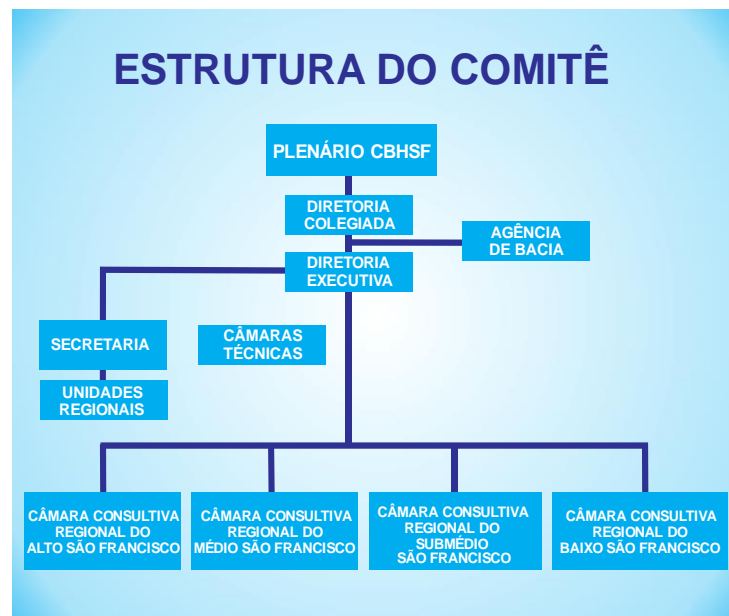 ESTRUTURA DO COMITÊ
PLENÁRIO CBHSF
DIRETORIA
COLEGIADA
AGÊNCIA
DE BACIA
DIRETORIA
EXECUTIVA
SECRETARIA
CÂMARAS
TÉCNICAS
UNIDADES
REGIONAIS
CÂMARA CONSULTIVA
REGIONAL DO
ALTO SÃO FRANCISCO
CÂMARA CONSULTIVA
REGIONAL DO
MÉDIO SÃO FRANCISCO
CÂMARA CONSULTIVA
REGIONAL DO
SUBMÉDIO
SÃO FRANCISCO
CÂMARA CONSULTIVA
REGIONAL DO
BAIXO SÃO FRANCISCO